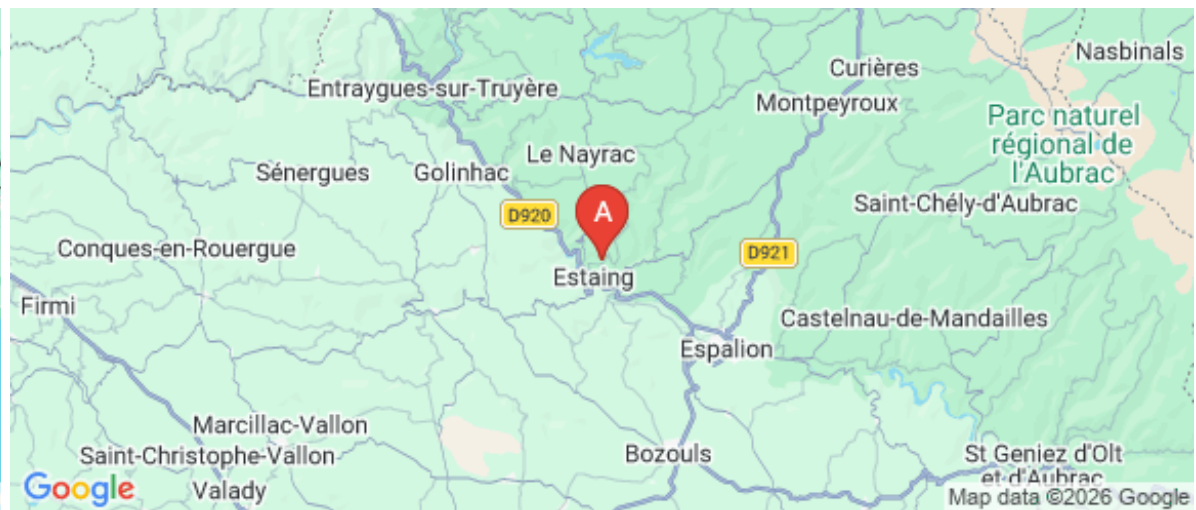 Nasbinals
Curières
Entraygues-sur-Truyère
Montpeyroux
Parc naturel
régional de
l'Aubrac
Le Nayrac
Sénergues
Golinhac
Saint-Chély-d'Aubrac
D920
A
Conques-en-Rouergue
D921
Estaing
Firmi
Castelnau-de-Mandailles
Espalion
Marcillac-Vallon
Saint-Christophe-Vallon
Bozouls
St Geniez d'Olt
et d'Aubrac
Google
Valady
Map data ©2026 Google